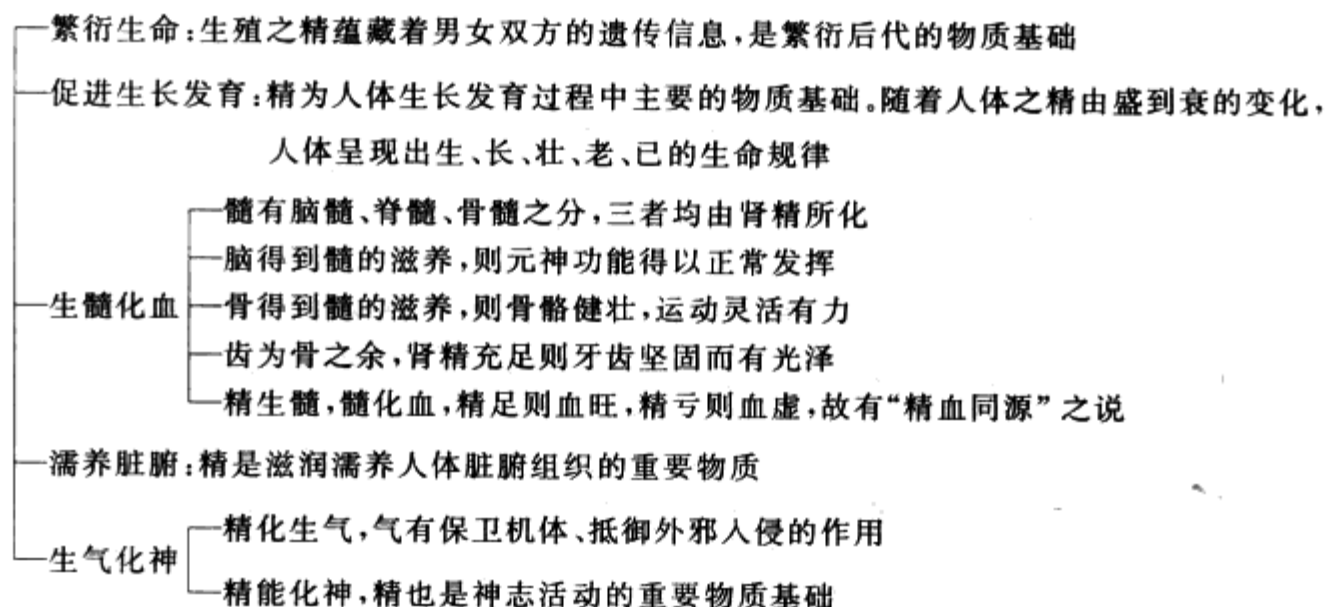 繁衍生命:生殖之精蕴藏着男女双方的遗传信息,是繁衍后代的物质基础
促进生长发育:精为人体生长发育过程中主要的物质基础。随着人体之精由盛到衰的变化,
人体呈现出生、长、壮、老、已的生命规律
髓有脑髓、脊髓、骨髓之分,三者均由肾精所化
脑得到髓的滋养,则元神功能得以正常发挥
生髓化血
骨得到髓的滋养,则骨骼健壮,运动灵活有力
齿为骨之余,肾精充足则牙齿坚固而有光泽
精生髓,髓化血,精足则血旺,精亏则血虚,故有“精血同源”之说
濡养脏腑:精是滋润濡养人体脏腑组织的重要物质
生气化神
精化生气,气有保卫机体、抵御外邪人侵的作用
精能化神,精也是神志活动的重要物质基础